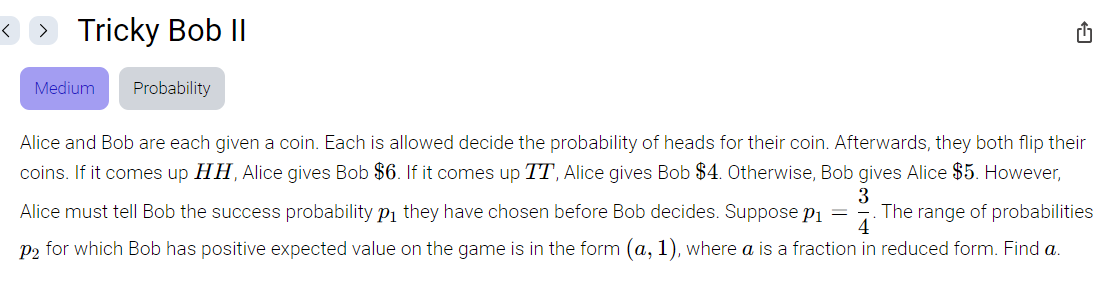 Tricky Bob II
Medium
Probability
Alice and Bob are each given a coin. Each is allowed decide the probability of heads for their coin. Afterwards, they both flip their
coins. If it comes up HH, Alice gives Bob $6. If it comes up TT, Alice gives Bob $4. Otherwise, Bob gives Alice $5. However,
Alice must tell Bob the success probability p₁ they have chosen before Bob decides. Suppose p₁ = 3/4. The range of probabilities
p₂ for which Bob has positive expected value on the game is in the form (a, 1), where a is a fraction in reduced form. Find a.